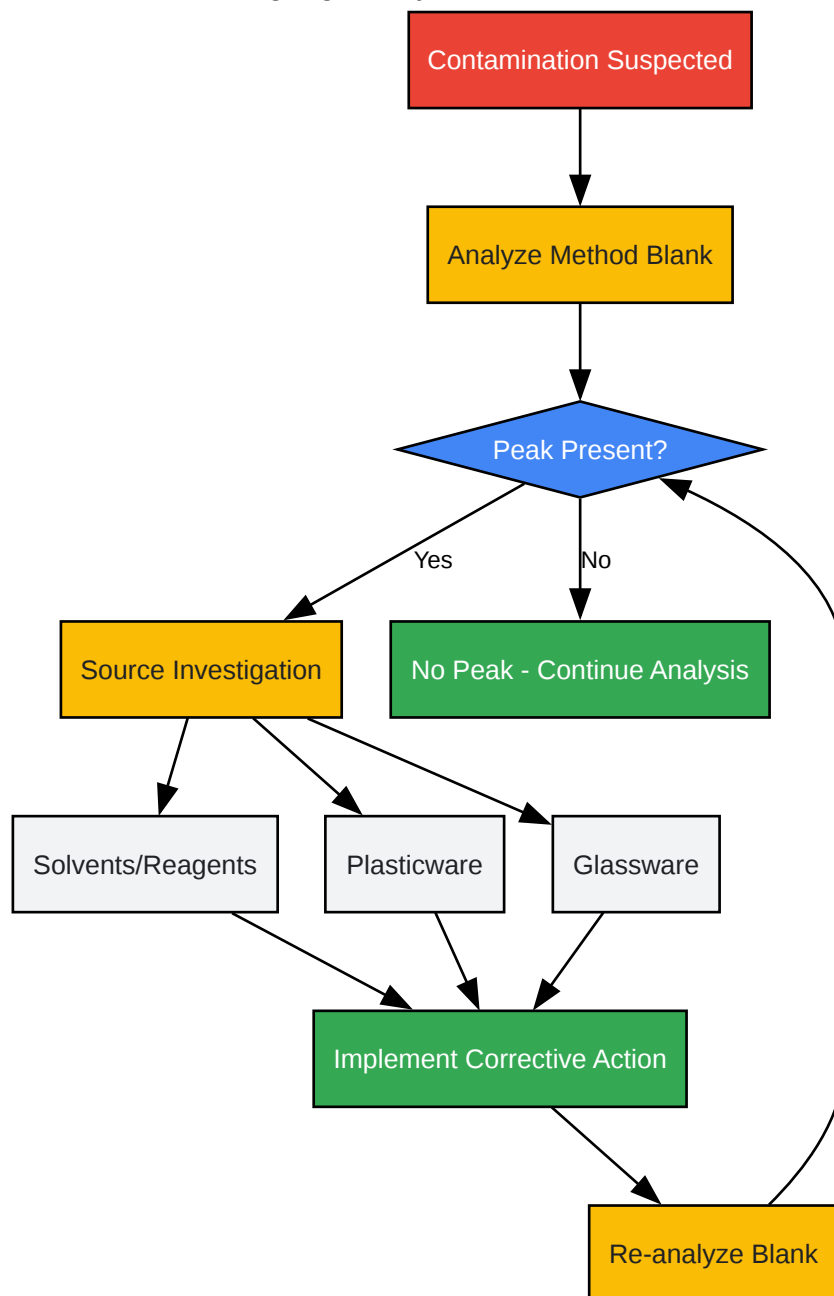 Contamination Suspected
Analyze Method Blank
Peak Present?
Yes
No
Source Investigation
No Peak - Continue Analysis
Solvents/Reagents
Plasticware
Glassware
Implement Corrective Action
Re-analyze Blank